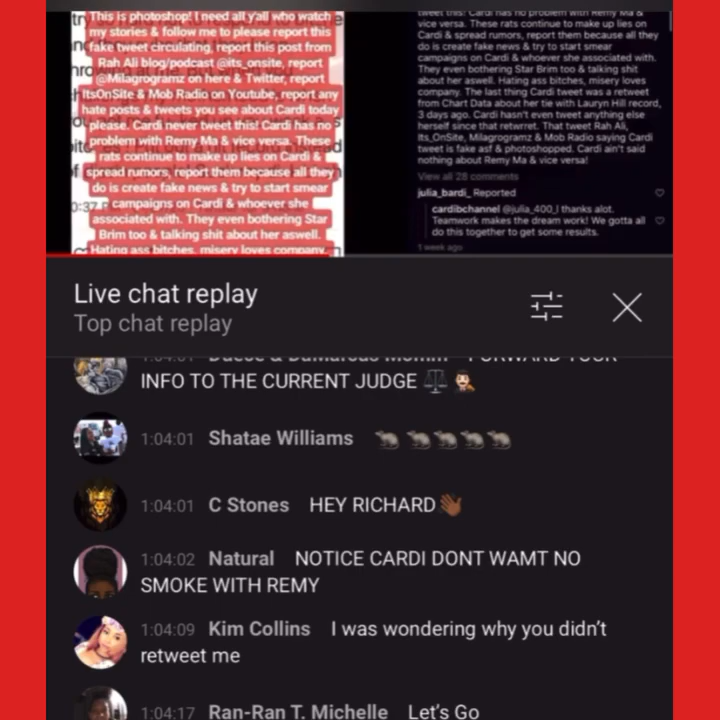 This is photoshop! I need all y'all who watch
my stories & follow me to please report this
fake tweet circulating, report this post from
Rah Ali blog/podcast @its_onsite, report
@Milagrogramz on here & Twitter, report
ItsOnSite & Mob Radio on Youtube, report any
hate posts & tweets you see about Cardi today
please. Cardi never tweet this! Cardi has no
problem with Remy Ma & vice versa. These
rats continue to make up lies on Cardi &
spread rumors, report them because all they
do is create fake news & try to start smear
campaigns on Cardi & whoever she
associated with. They even bothering Star
Brim too & talking shit about her aswell.
Hating ass bitches, misery loves company.
tweet this! Cardi has no problem with Remy Ma &
vice versa. These rats continue to make up lies on
Cardi & spread rumors, report them because all they
do is create fake news & try to start smear
campaigns on Cardi & whoever she associated with.
They even bothering Star Brim too & talking shit
about her aswell. Hating ass bitches, misery loves
company. The last thing Cardi tweet was a retweet
from Chart Data about her tie with Lauryn Hill record,
3 days ago. Cardi hasn't even tweet anything else
herself since that retwrret. That tweet Rah Ali,
Its_OnSite, Milagrogramz & Mob Radio saying Cardi
tweet is fake asf & photoshopped. Cardi ain't said
nothing about Remy Ma & vice versa!
View all 28 comments
julia_bardi_ Reported
cardibchannel @julia_400_l thanks alot.
Teamwork makes the dream work! We gotta all
do this together to get some results.
1 week ago
Live chat replay
Top chat replay
INFO TO THE CURRENT JUDGE ⚖️
1:04:01 Shatae Williams 🐀🐀🐀🐀🐀
1:04:01 C Stones HEY RICHARD👋🏾
1:04:02 Natural NOTICE CARDI DONT WAMT NO
SMOKE WITH REMY
1:04:09 Kim Collins I was wondering why you didn't
retweet me
1:04:17 Ran-Ran T. Michelle Let's Go